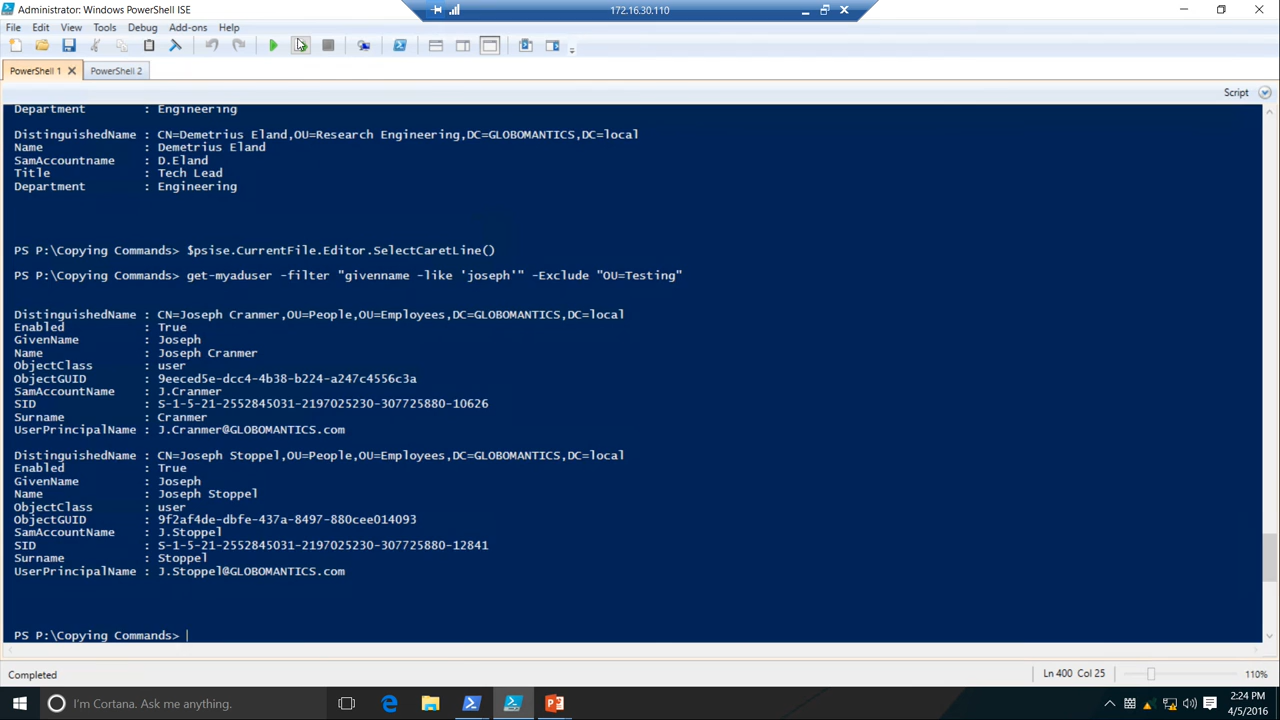 Administrator: Windows PowerShell ISE
172.16.30.110
File Edit View Tools Debug Add-ons Help
PowerShell 1 PowerShell 2
Script
Department : Engineering
DistinguishedName : CN=Demetrius Eland,OU=Research Engineering,DC=GLOBOMANTICS,DC=local
Name : Demetrius Eland
SamAccountname : D.Eland
Title : Tech Lead
Department : Engineering
PS P:\Copying Commands> $psise.CurrentFile.Editor.SelectCaretLine()
PS P:\Copying Commands> get-myaduser -filter "givenname -like 'joseph'" -Exclude "OU=Testing"
DistinguishedName : CN=Joseph Cranmer,OU=People,OU=Employees,DC=GLOBOMANTICS,DC=local
Enabled : True
GivenName : Joseph
Name : Joseph Cranmer
ObjectClass : user
ObjectGUID : 9eeced5e-dcc4-4b38-b224-a247c4556c3a
SamAccountName : J.Cranmer
SID : S-1-5-21-2552845031-2197025230-307725880-10626
Surname : Cranmer
UserPrincipalName : J.Cranmer@GLOBOMANTICS.com
DistinguishedName : CN=Joseph Stoppel,OU=People,OU=Employees,DC=GLOBOMANTICS,DC=local
Enabled : True
GivenName : Joseph
Name : Joseph Stoppel
ObjectClass : user
ObjectGUID : 9f2af4de-dbfe-437a-8497-880cee014093
SamAccountName : J.Stoppel
SID : S-1-5-21-2552845031-2197025230-307725880-12841
Surname : Stoppel
UserPrincipalName : J.Stoppel@GLOBOMANTICS.com
PS P:\Copying Commands>
Completed
Ln 400 Col 25
110%
I'm Cortana. Ask me anything.
2:24 PM
4/5/2016